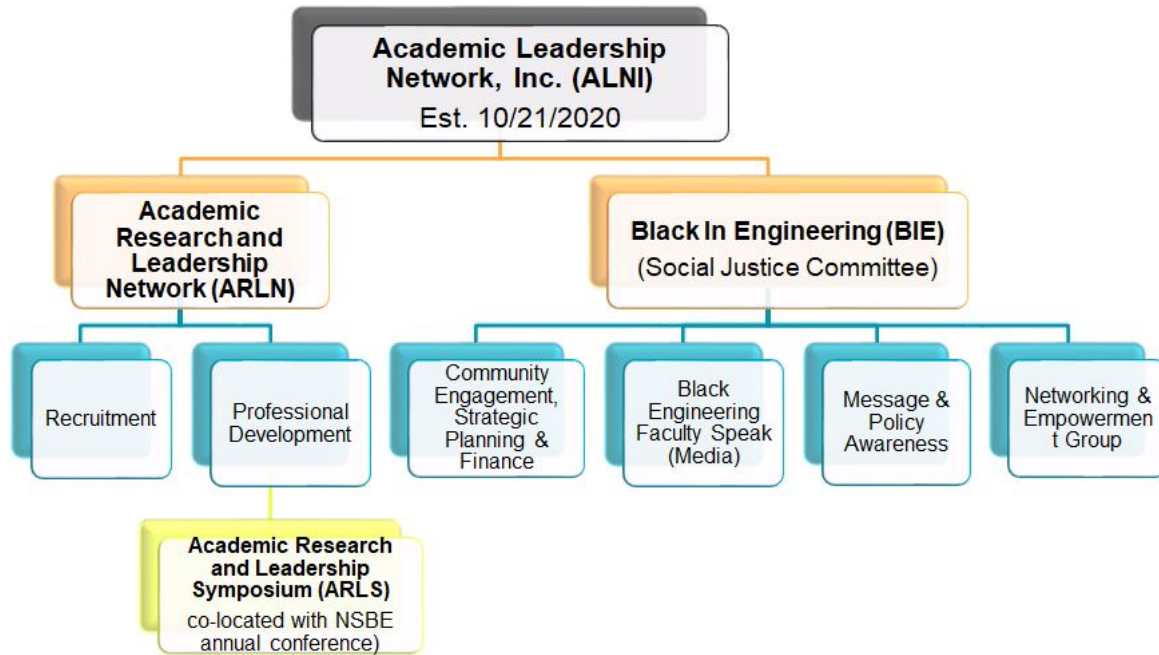 Academic Leadership
Network, Inc. (ALNI)
Est. 10/21/2020
Academic
Research and
Leadership
Network (ARLN)
Black In Engineering (BIE)
(Social Justice Committee)
Recruitment
Professional
Development
Community
Engagement,
Strategic
Planning &
Finance
Black
Engineering
Faculty Speak
(Media)
Message &
Policy
Awareness
Networking &
Empowermen
t Group
Academic Research
and Leadership
Symposium (ARLS)
co-located with NSBE
annual conference)